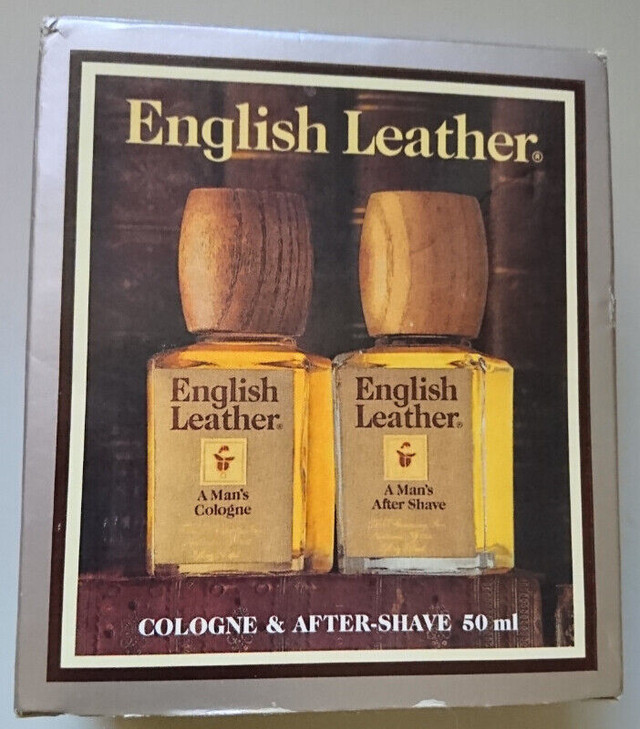 English Leather®
English
Leather®
A Man's
Cologne
English
Leather®
A Man's
After Shave
COLOGNE & AFTER-SHAVE 50 ml